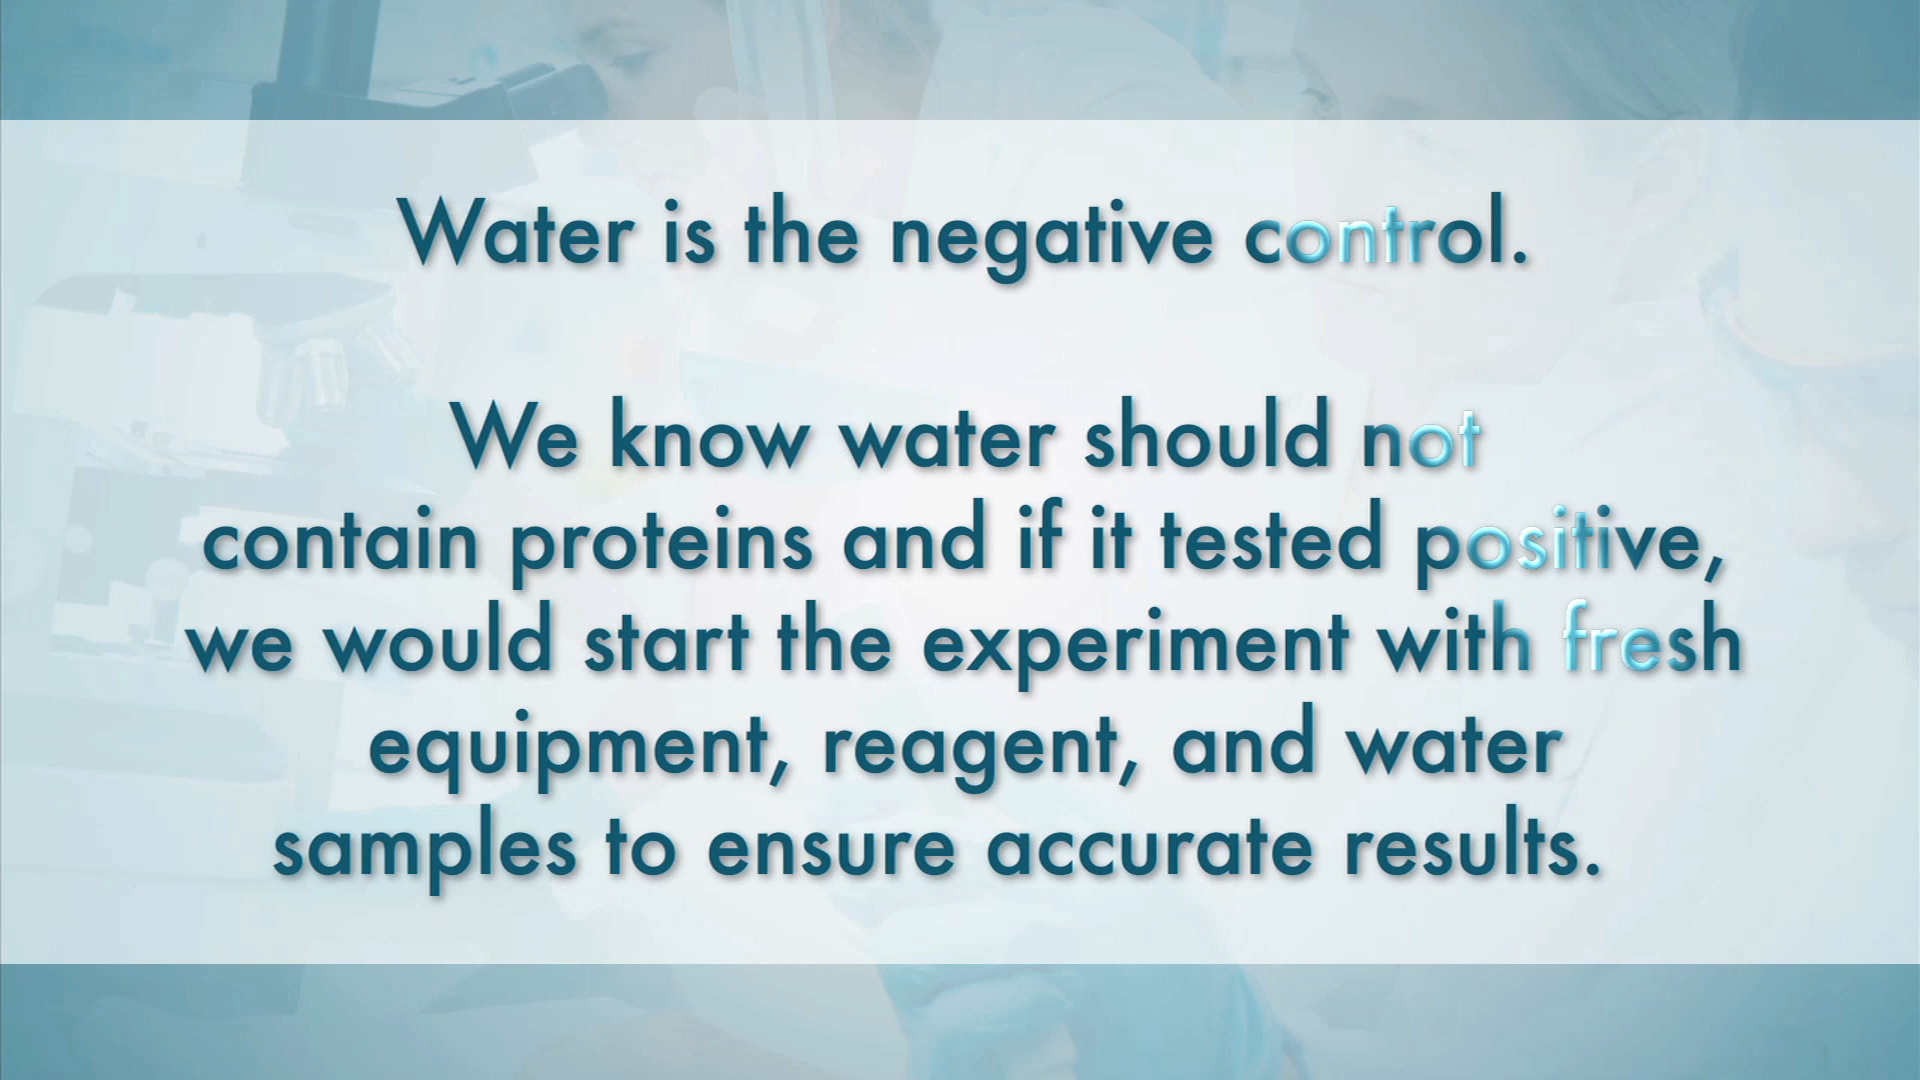 Water is the negative control.
We know water should not
contain proteins and if it tested positive,
we would start the experiment with fresh
equipment, reagent, and water
samples to ensure accurate results.